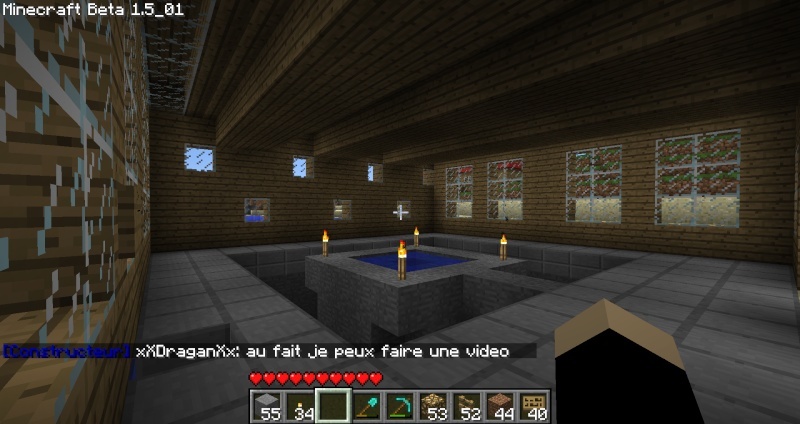 Minecraft Beta 1.5_01
[Constructeur] xXDraganXx: au fait je peux faire une video
55 34 53 52 44 40